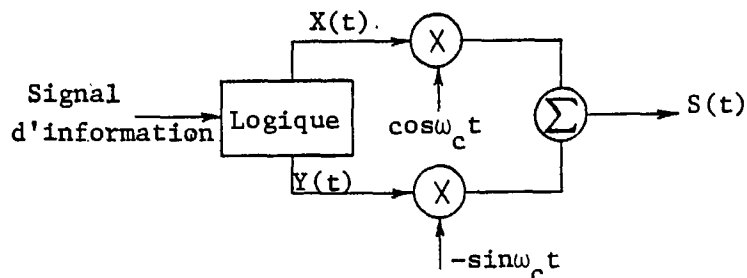 X(t).
X
Signal
d'information
Logique
cosω_c t
Σ
S(t)
Y(t)
X
-sinω_c t